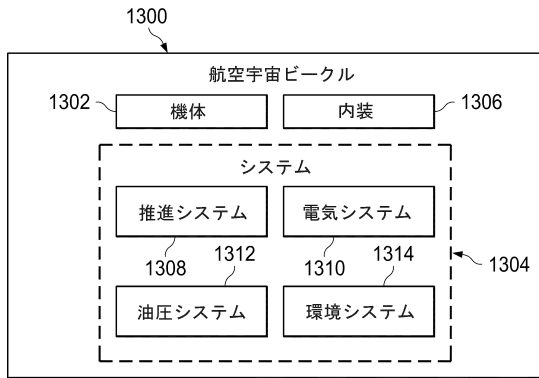 1300
航空宇宙ビークル
1302
機体
内装
1306
システム
推進システム
電気システム
1308
1312
1310
1314
1304
油圧システム
環境システム